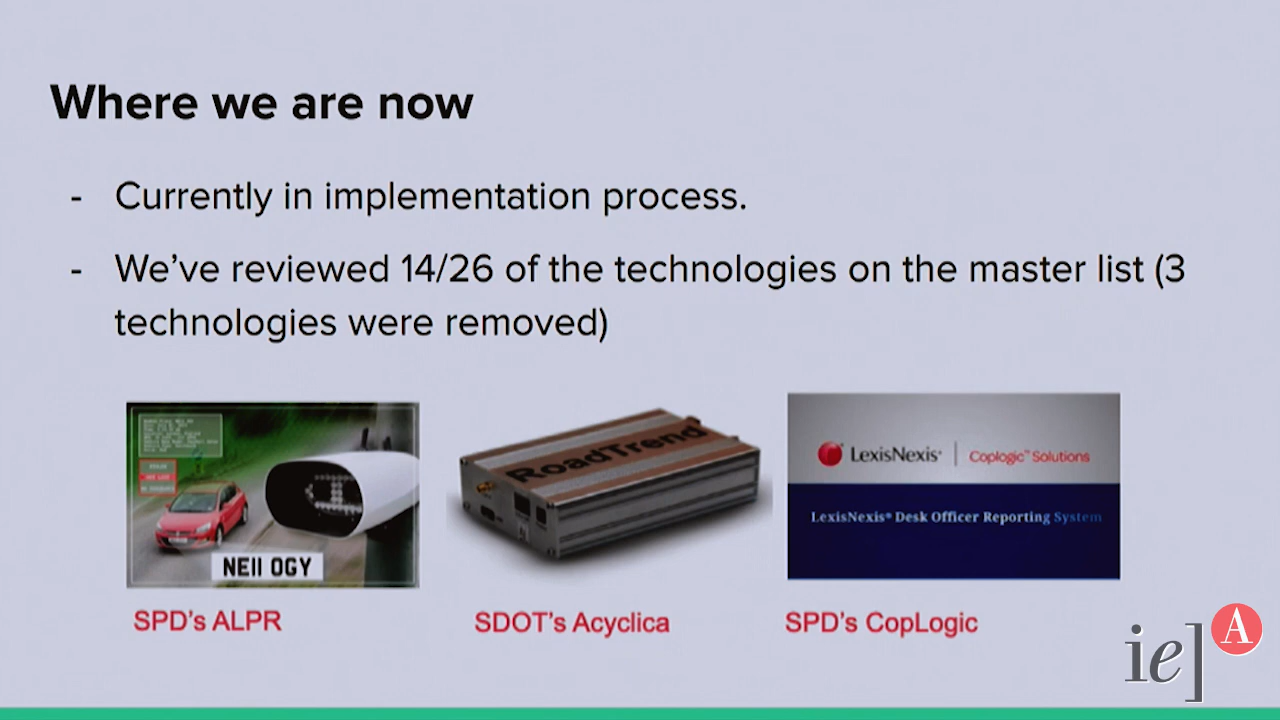 Where we are now
- Currently in implementation process.
- We've reviewed 14/26 of the technologies on the master list (3
technologies were removed)
NE11 OGY
RoadTrend
LexisNexis® | Coplogic™ Solutions
LexisNexis® Desk Officer Reporting System
SPD's ALPR
SDOT's Acyclica
SPD's CopLogic
ie] A